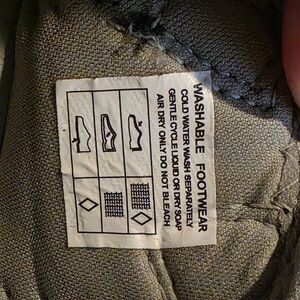 WASHABLE FOOTWEAR
COLD WATER WASH SEPARATELY
GENTLE CYCLE LIQUID OR DRY SOAP
AIR DRY ONLY DO NOT BLEACH